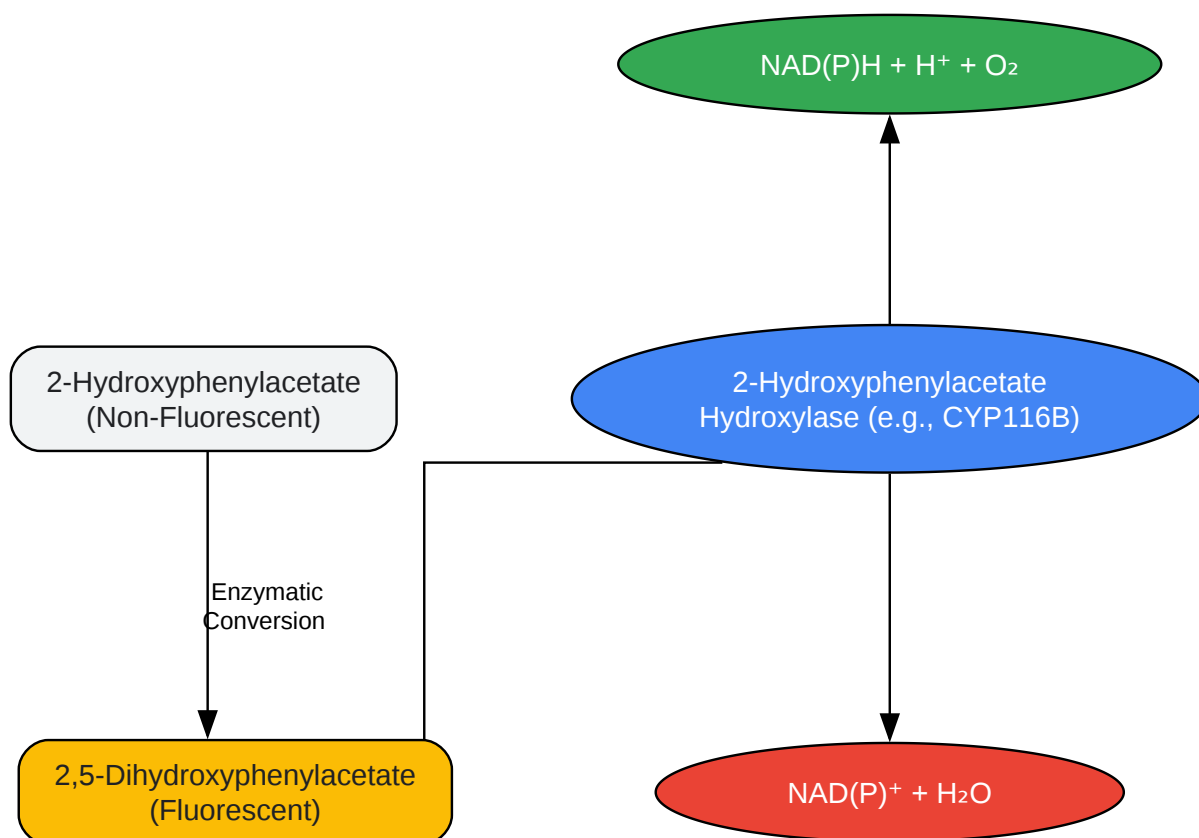 NAD(P)H + H⁺ + O₂
2-Hydroxyphenylacetate
(Non-Fluorescent)
2-Hydroxyphenylacetate
Hydroxylase (e.g., CYP116B)
Enzymatic
Conversion
2,5-Dihydroxyphenylacetate
(Fluorescent)
NAD(P)⁺ + H₂O